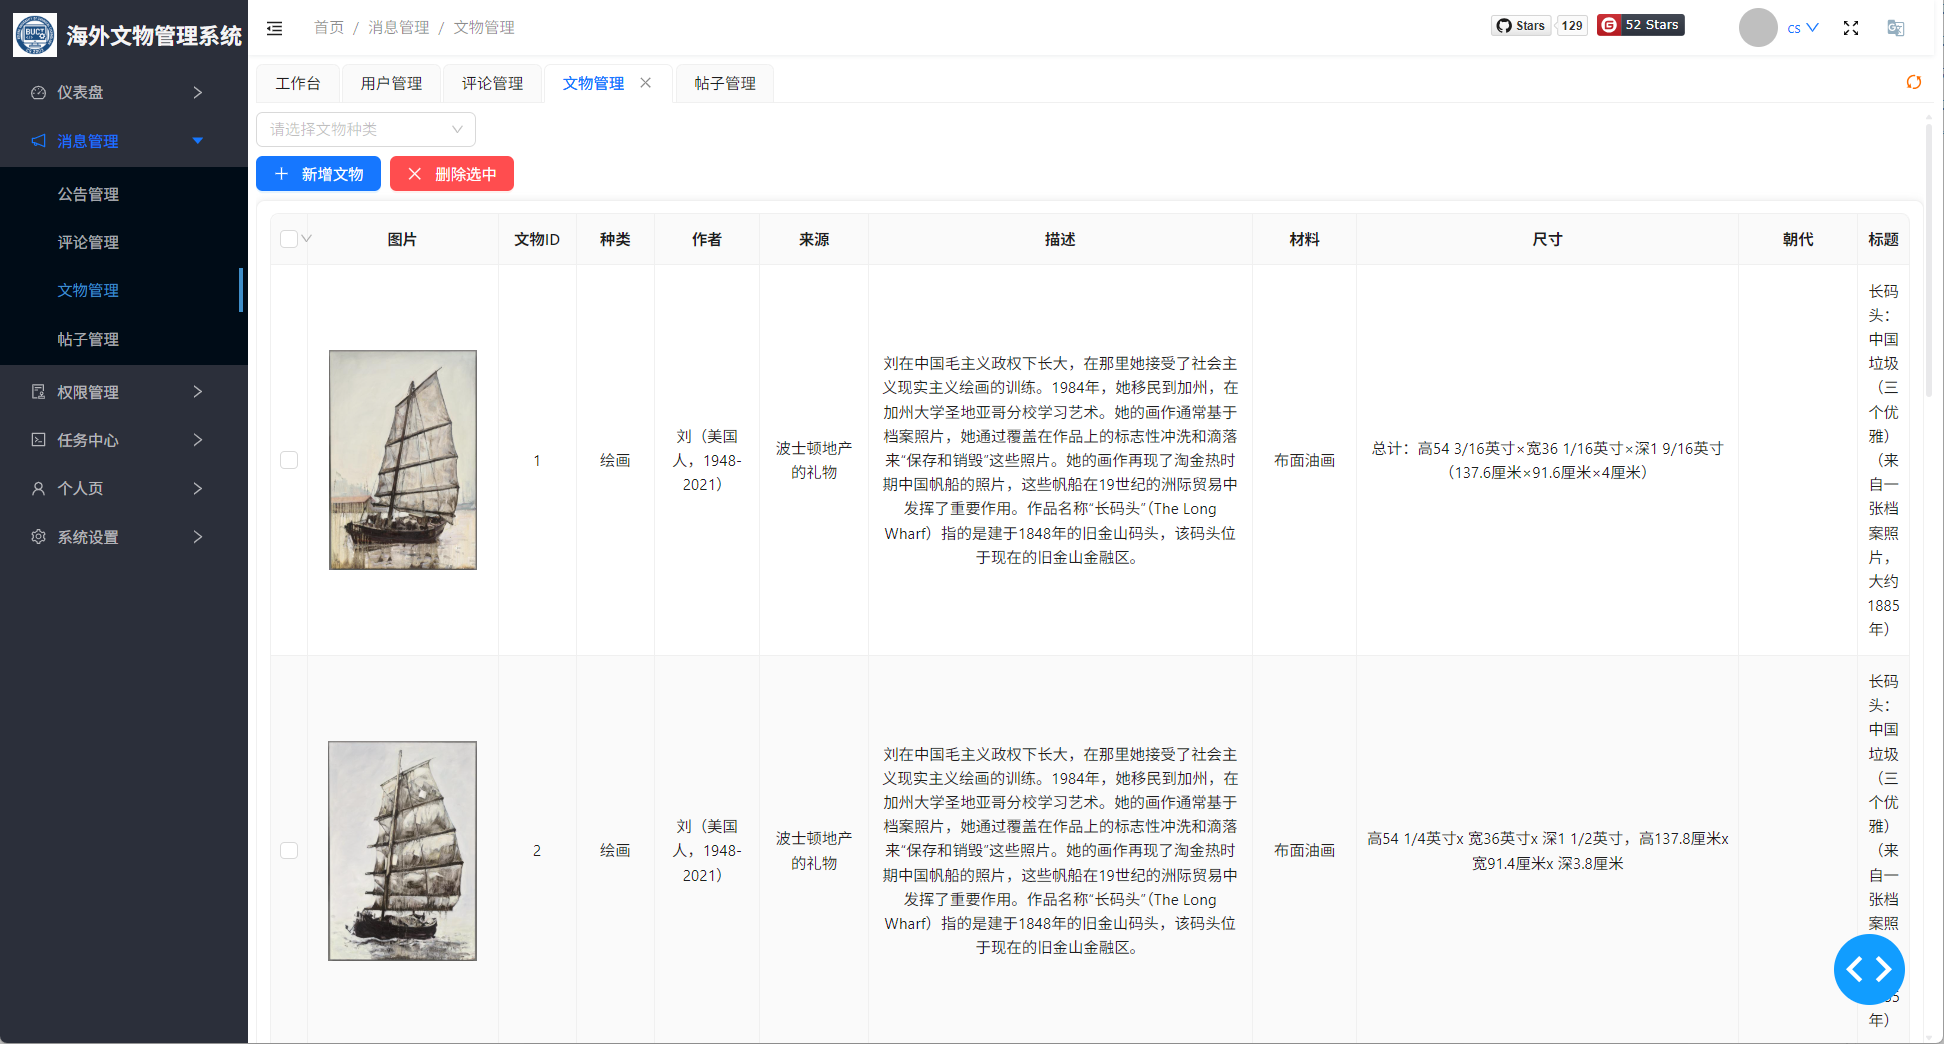 BUCT
海外文物管理系统
首页 / 消息管理 / 文物管理
Stars 129
52 Stars
cs
仪表盘
消息管理
公告管理
评论管理
文物管理
帖子管理
权限管理
任务中心
个人页
系统设置
工作台 用户管理 评论管理 文物管理 帖子管理
请选择文物种类
新增文物 删除选中
图片 文物ID 种类 作者 来源 描述 材料 尺寸 朝代 标题
1
绘画
刘（美国
人，1948-
2021）
波士顿地产
的礼物
刘在中国毛主义政权下长大，在那里她接受了社会主
义现实主义绘画的训练。1984年，她移民到加州，在
加州大学圣地亚哥分校学习艺术。她的画作通常基于
档案照片，她通过覆盖在作品上的标志性冲洗和滴落
来“保存和销毁”这些照片。她的画作再现了淘金热时
期中国帆船的照片，这些帆船在19世纪的洲际贸易中
发挥了重要作用。作品名称“长码头”（The Long
Wharf）指的是建于1848年的旧金山码头，该码头位
于现在的旧金山金融区。
布面油画
总计：高54 3/16英寸×宽36 1/16英寸×深1 9/16英寸
（137.6厘米×91.6厘米×4厘米）
长码
头：
中国
垃圾
（三
个优
雅）
（来
自一
张档
案照
片，
大约
1885
年）
2
绘画
刘（美国
人，1948-
2021）
波士顿地产
的礼物
刘在中国毛主义政权下长大，在那里她接受了社会主
义现实主义绘画的训练。1984年，她移民到加州，在
加州大学圣地亚哥分校学习艺术。她的画作通常基于
档案照片，她通过覆盖在作品上的标志性冲洗和滴落
来“保存和销毁”这些照片。她的画作再现了淘金热时
期中国帆船的照片，这些帆船在19世纪的洲际贸易中
发挥了重要作用。作品名称“长码头”（The Long
Wharf）指的是建于1848年的旧金山码头，该码头位
于现在的旧金山金融区。
布面油画
高54 1/4英寸x 宽36英寸x 深1 1/2英寸，高137.8厘米x
宽91.4厘米x 深3.8厘米
长码
头：
中国
垃圾
（三
个优
雅）
（来
自一
张档
案照
年）